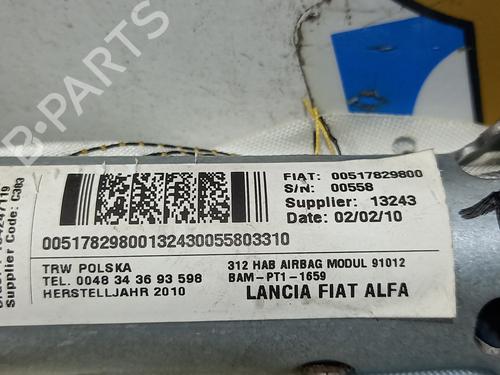 B-PARTS
FIAT: 00517829800
S/N: 00558
Supplier: 13243
Date: 02/02/10
00517829800132430055803310
TRW POLSKA
TEL. 0048 34 36 93 598
HERSTELLJAHR 2010
312 HAB AIRBAG MODUL 91012
BAM-PT1-1659
LANCIA FIAT ALFA
Supplier Code: C383